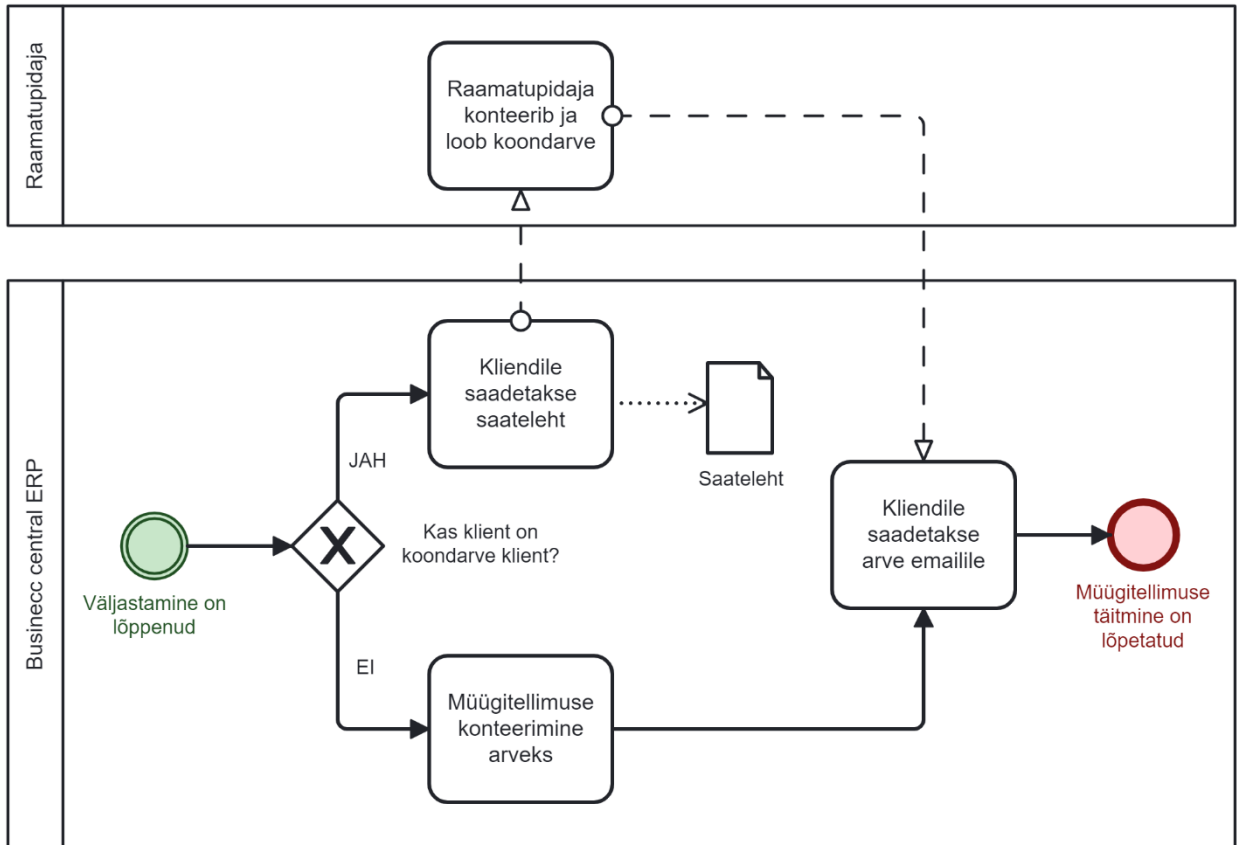 Raamatupidaja
Raamatupidaja
konteerib ja
loob koondarve
Businecc central ERP
Kliendile
saadetakse
saateleht
Saateleht
JAH
Kas klient on
koondarve klient?
Väljastamine on
lõppenud
EI
Müügitellimuse
konteerimine
arveks
Kliendile
saadetakse
arve emailile
Müügitellimuse
täitmine on
lõpetatud